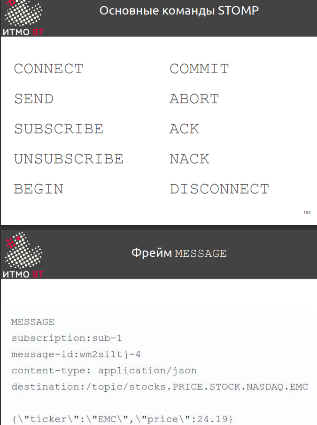 Основные команды STOMP
ИТМО ВТ
CONNECT COMMIT
SEND ABORT
SUBSCRIBE ACK
UNSUBSCRIBE NACK
BEGIN DISCONNECT
Фрейм MESSAGE
ИТМО ВТ
MESSAGE
subscription:sub-1
message-id:wm2si1tj-4
content-type: application/json
destination:/topic/stocks.PRICE.STOCK.NASDAQ.EMC
{\"ticker\":\"EMC\",\"price\":24.19}